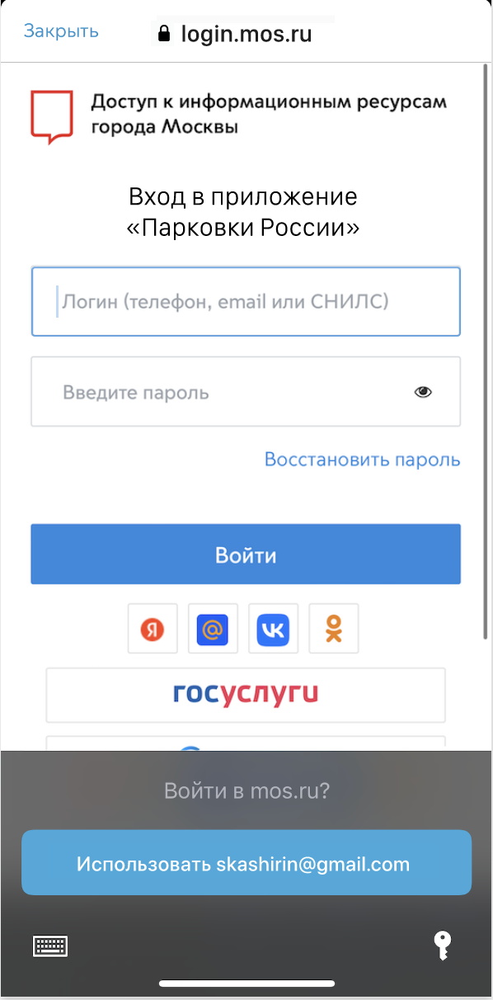 Закрыть
login.mos.ru
Доступ к информационным ресурсам
города Москвы
Вход в приложение
«Парковки России»
Логин (телефон, email или СНИЛС)
Введите пароль
Восстановить пароль
Войти
Я @ VK
госуслуги
Войти в mos.ru?
Использовать skashirin@gmail.com